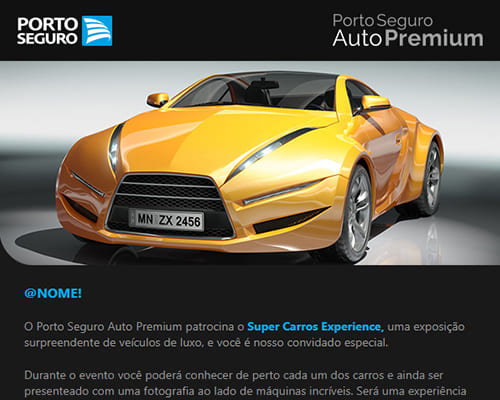 PORTO
SEGURO
Porto Seguro
Auto Premium
MN ZX 2456
@NOME!
O Porto Seguro Auto Premium patrocina o Super Carros Experience, uma exposição
surpreendente de veículos de luxo, e você é nosso convidado especial.
Durante o evento você poderá conhecer de perto cada um dos carros e ainda ser
presenteado com uma fotografia ao lado de máquinas incríveis. Será uma experiência